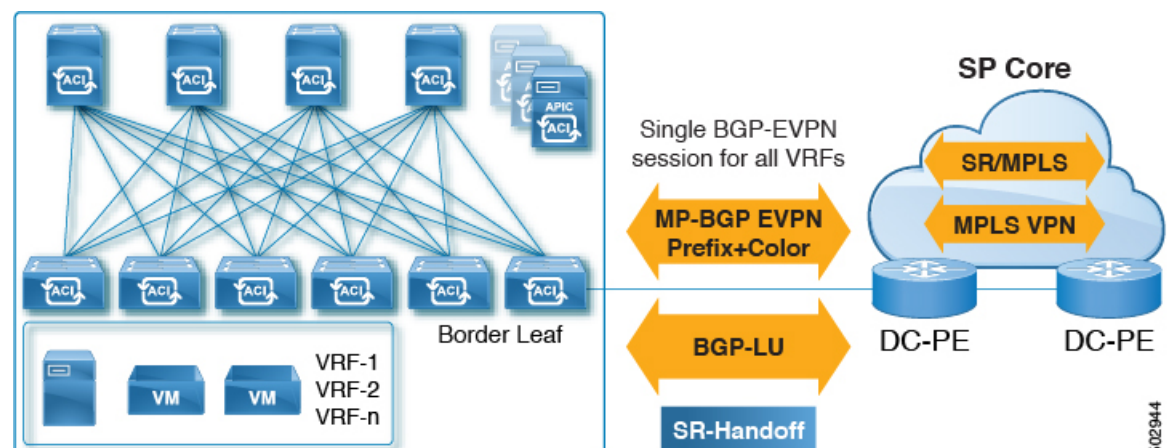 ACI
ACI
ACI
ACI
APIC
ACI
SP Core
Single BGP-EVPN
session for all VRFs
SR/MPLS
MP-BGP EVPN
Prefix+Color
MPLS VPN
ACI
ACI
ACI
ACI
ACI
ACI
Border Leaf
DC-PE
DC-PE
BGP-LU
VM
VM
VRF-1
VRF-2
VRF-n
SR-Handoff